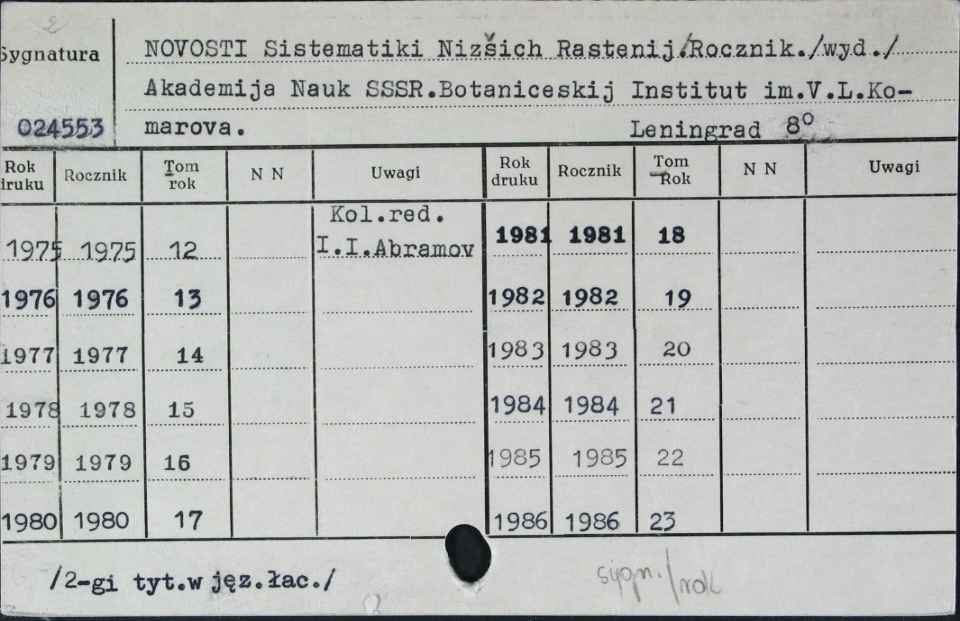 2
Sygnatura
NOVOSTI Sistematiki Nizšich Rastenij.Rocznik./wyd./
Akademija Nauk SSSR.Botaniceskij Institut im.V.L.Ko-
024553 marova. Leningrad 8°
Rok druku Rocznik Tom rok N N Uwagi Rok druku Rocznik Tom Rok N N Uwagi
Kol.red.
1975 1975 12 I.I.Abramov 1981 1981 18
1976 1976 13 1982 1982 19
1977 1977 14 1983 1983 20
1978 1978 15 1984 1984 21
1979 1979 16 1985 1985 22
1980 1980 17 1986 1986 23
/2-gi tyt.w jęz.łac./ sygn./rok